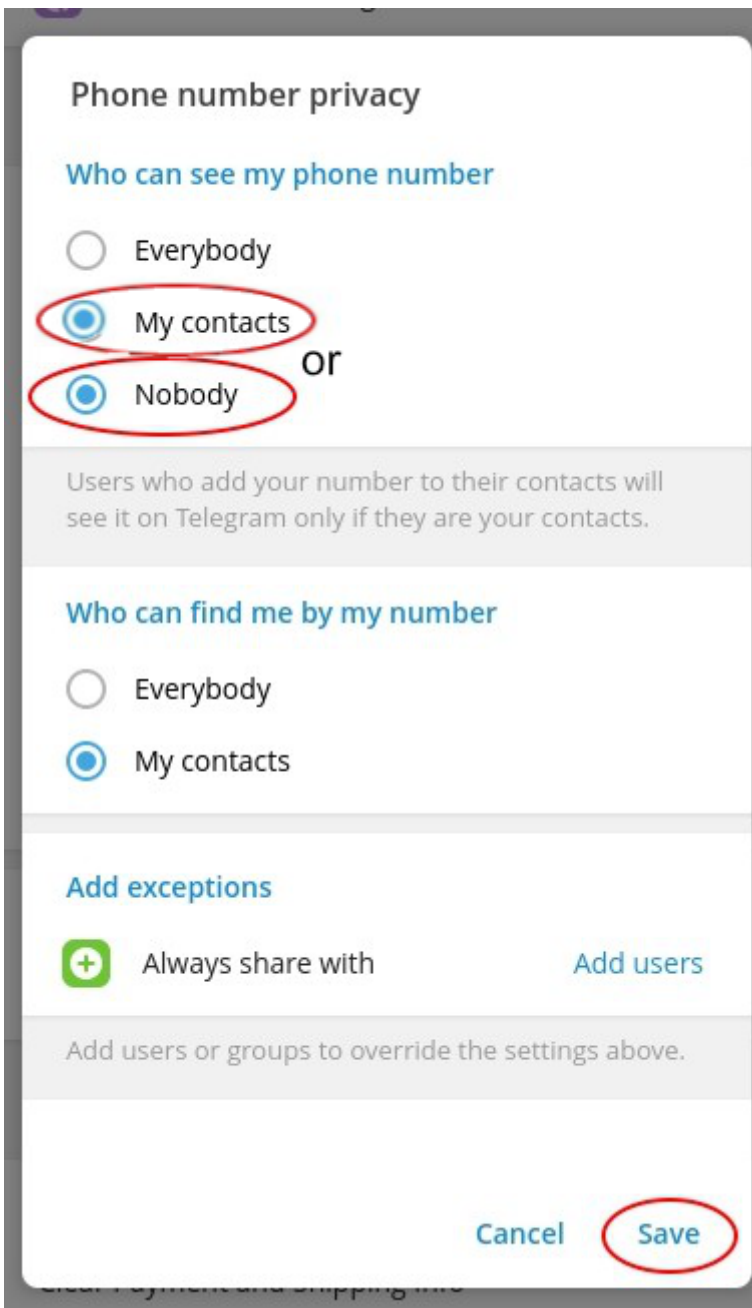 Phone number privacy
Who can see my phone number
Everybody
My contacts
or
Nobody
Users who add your number to their contacts will
see it on Telegram only if they are your contacts.
Who can find me by my number
Everybody
My contacts
Add exceptions
Always share with Add users
Add users or groups to override the settings above.
Cancel Save